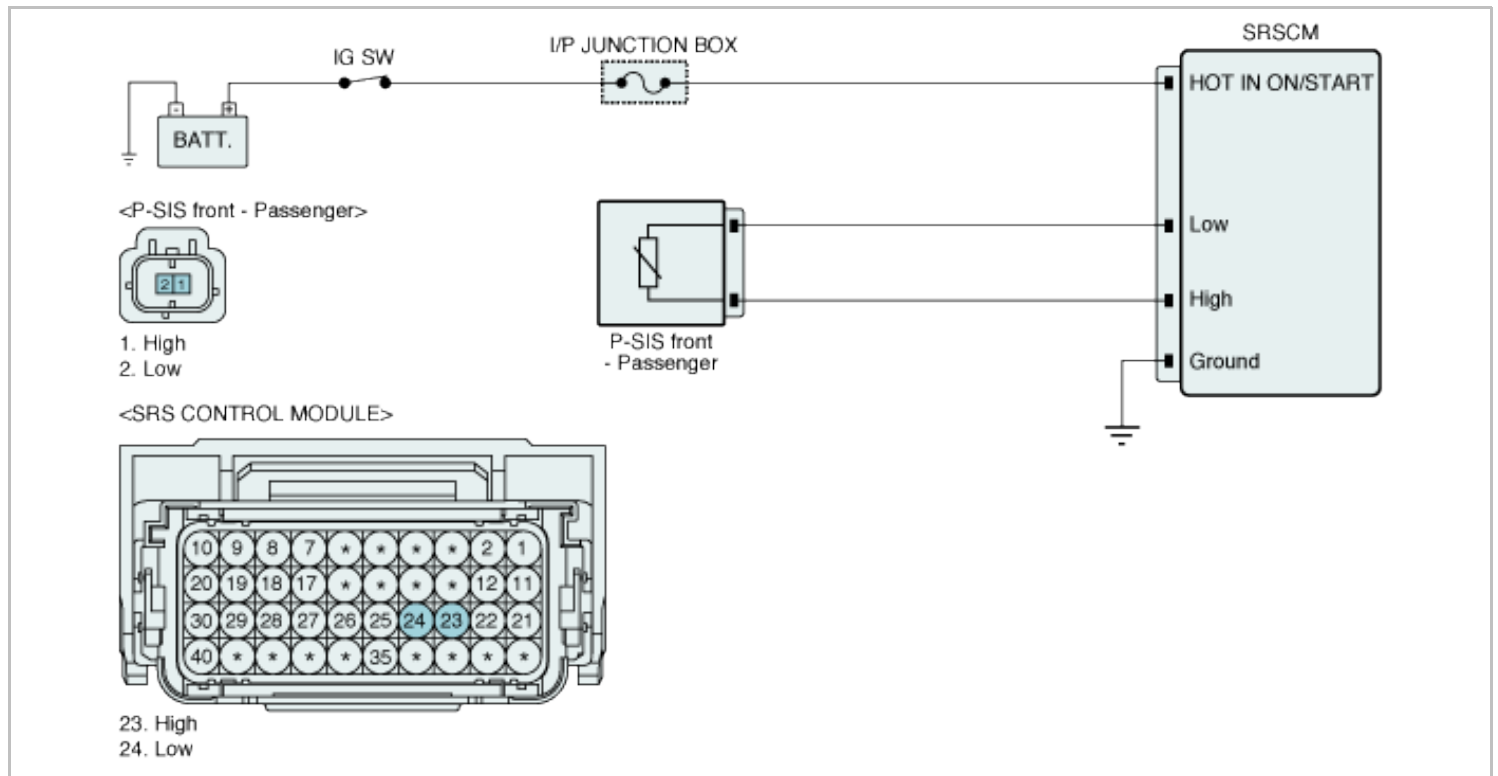 SRSCM
I/P JUNCTION BOX
IG SW
HOT IN ON/START
- +
BATT.
<P-SIS front - Passenger>
Low
2 1
High
1. High
2. Low
P-SIS front
- Passenger
Ground
<SRS CONTROL MODULE>
10 9 8 7 * * * * 2 1
20 19 18 17 * * * * 12 11
30 29 28 27 26 25 24 23 22 21
40 * * * * 35 * * * *
23. High
24. Low